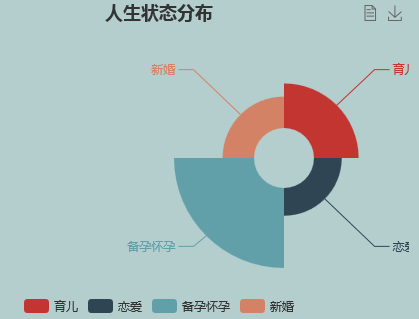 人生状态分布
新婚
育儿
备孕怀孕
恋爱
育儿 恋爱 备孕怀孕 新婚